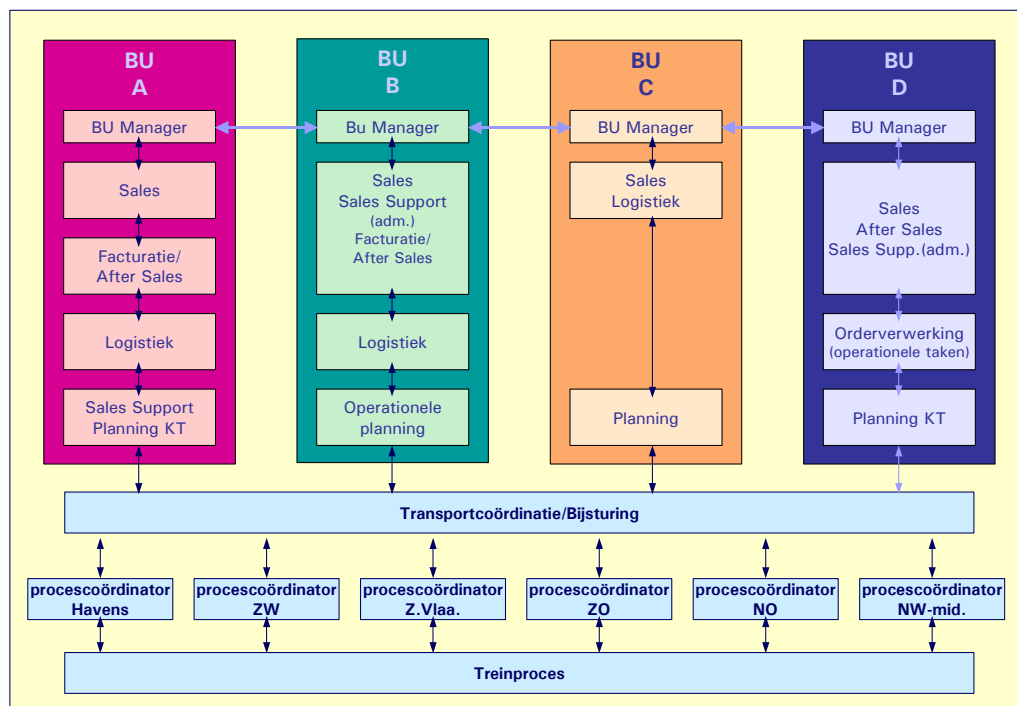 BU
A
BU Manager
Sales
Facturatie/
After Sales
Logistiek
Sales Support
Planning KT
BU
B
Bu Manager
Sales
Sales Support
(adm.)
Facturatie/
After Sales
Logistiek
Operationele
planning
BU
C
BU Manager
Sales
Logistiek
Planning
BU
D
BU Manager
Sales
After Sales
Sales Supp.(adm.)
Orderverwerking
(operationele taken)
Planning KT
Transportcoördinatie/Bijsturing
procescoördinator
Havens
procescoördinator
ZW
procescoördinator
Z.Vlaa.
procescoördinator
ZO
procescoördinator
NO
procescoördinator
NW-mid.
Treinproces